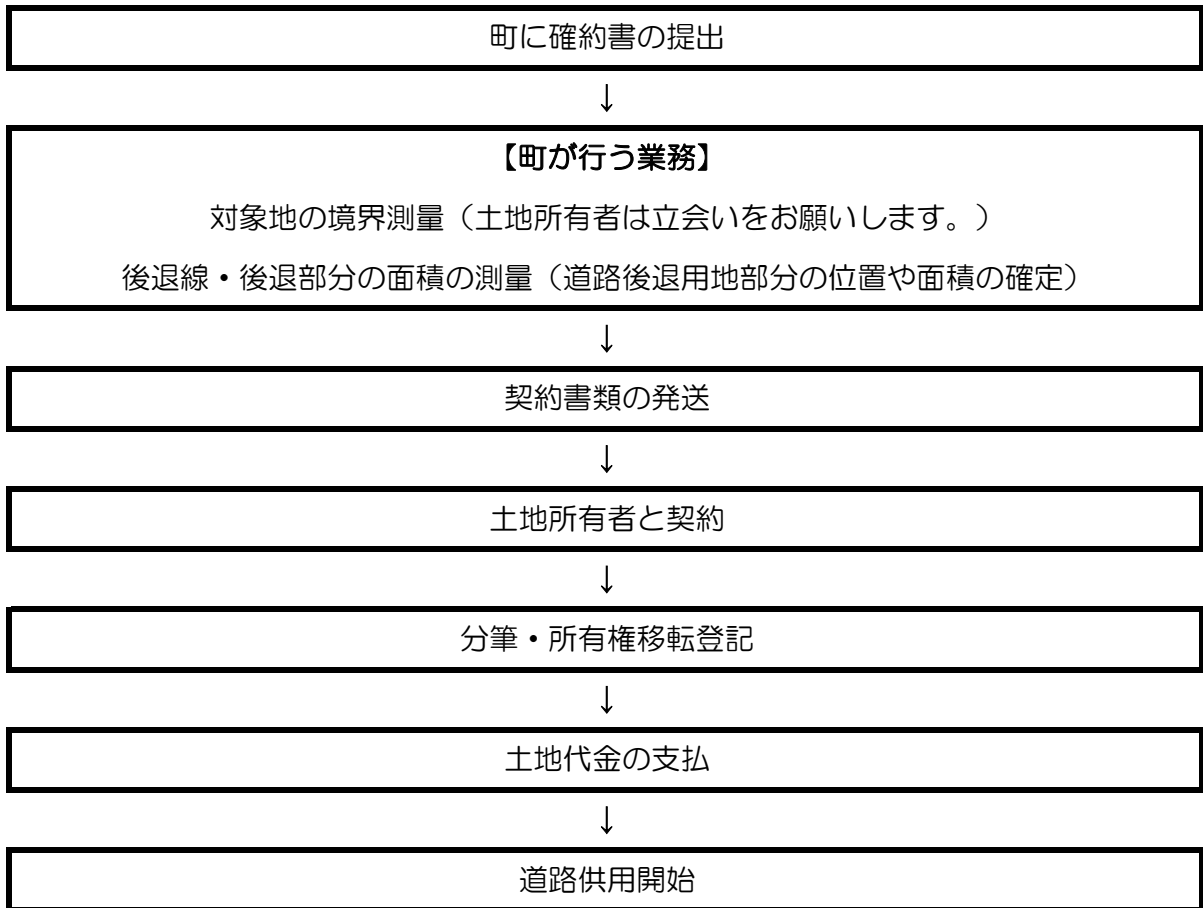 町に確約書の提出
↓
【町が行う業務】
対象地の境界測量（土地所有者は立会いをお願いします。）
後退線・後退部分の面積の測量（道路後退用地部分の位置や面積の確定）
↓
契約書類の発送
↓
土地所有者と契約
↓
分筆・所有権移転登記
↓
土地代金の支払
↓
道路供用開始